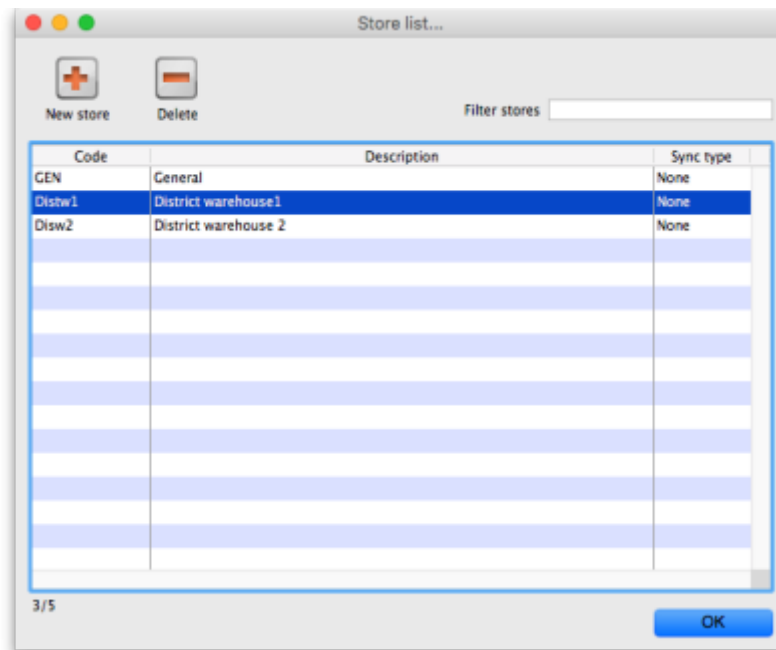 Store list...
New store Delete Filter stores
Code Description Sync type
GEN General None
Distw1 District warehouse1 None
Disw2 District warehouse 2 None
3/5
OK